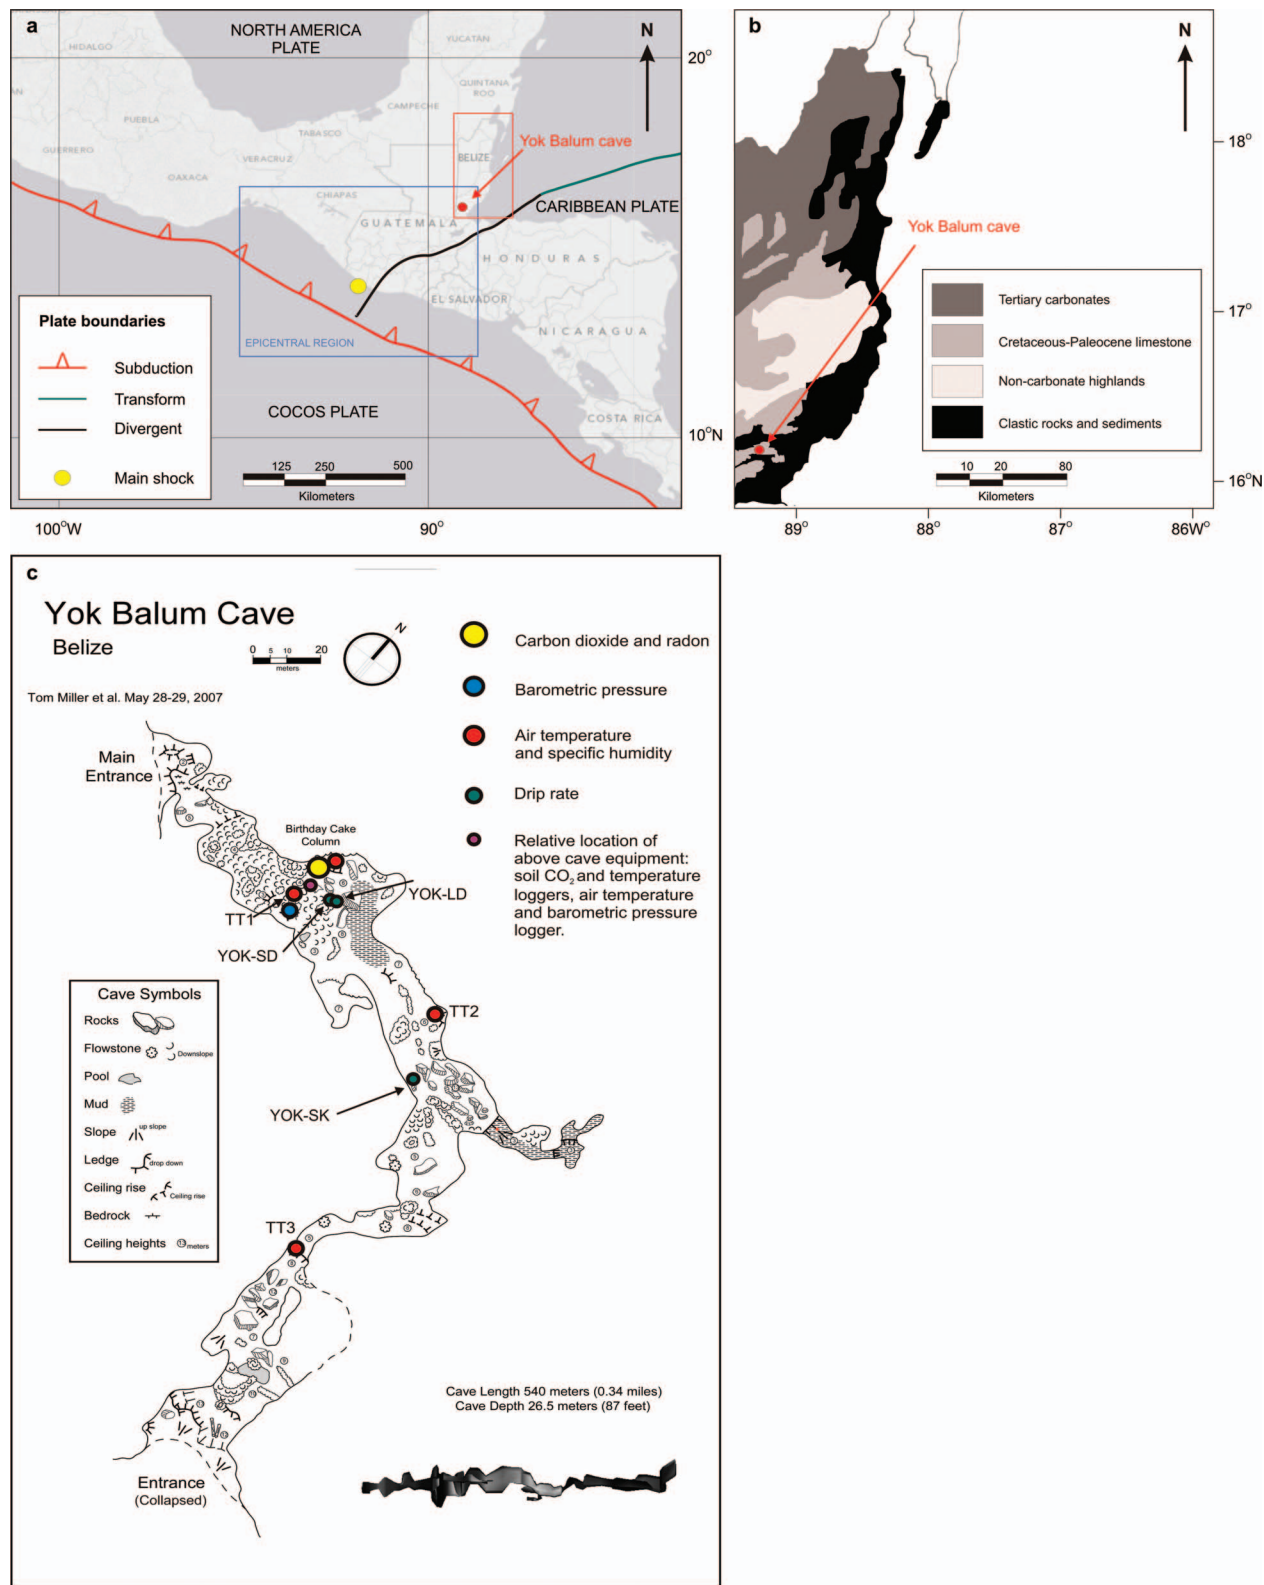 a
NORTH AMERICA
PLATE
N
HIDALGO
YUCATÁN
20°
QUINTANA
ROO
CAMPECHE
PUEBLA
TABASCO
Yok Balum cave
GUERRERO
VERACRUZ
BELIZE
OAXACA
CHIAPAS
CARIBBEAN PLATE
GUATEMALA
HONDURAS
EL SALVADOR
NICARAGUA
EPICENTRAL REGION
Plate boundaries
Subduction
Transform
Divergent
Main shock
COCOS PLATE
COSTA RICA
10°N
125 250 500
Kilometers
100°W
90°
b
N
18°
Yok Balum cave
Tertiary carbonates
Cretaceous-Paleocene limestone
Non-carbonate highlands
Clastic rocks and sediments
17°
10 20 80
Kilometers
16°N
89° 88° 87° 86W°
c
Yok Balum Cave
Belize
0 5 10 20
meters
N
Tom Miller et al. May 28-29, 2007
Carbon dioxide and radon
Barometric pressure
Air temperature
and specific humidity
Drip rate
Relative location of
above cave equipment:
soil CO₂ and temperature
loggers, air temperature
and barometric pressure
logger.
Main
Entrance
Birthday Cake
Column
YOK-LD
TT1
YOK-SD
TT2
YOK-SK
TT3
Cave Symbols
Rocks
Flowstone Downslope
Pool
Mud
Slope up slope
Ledge drop down
Ceiling rise Ceiling rise
Bedrock
Ceiling heights 13 meters
Cave Length 540 meters (0.34 miles)
Cave Depth 26.5 meters (87 feet)
Entrance
(Collapsed)